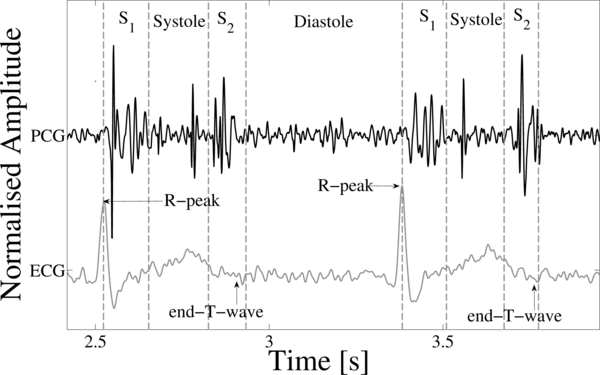 S1 Systole S2 Diastole S1 Systole S2
Normalised Amplitude
PCG
R-peak
R-peak
ECG
end-T-wave
end-T-wave
2.5 3 3.5
Time [s]